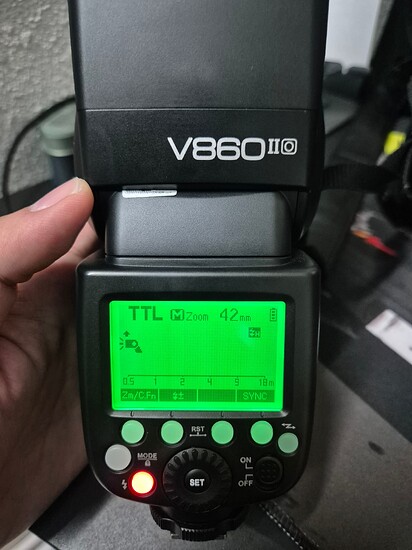 V860IIO
TTL M Zoom 42mm
0.5 1 2 4 9 18m
Zm/C.Fn SYNC
RST
MODE
ON
OFF
SET